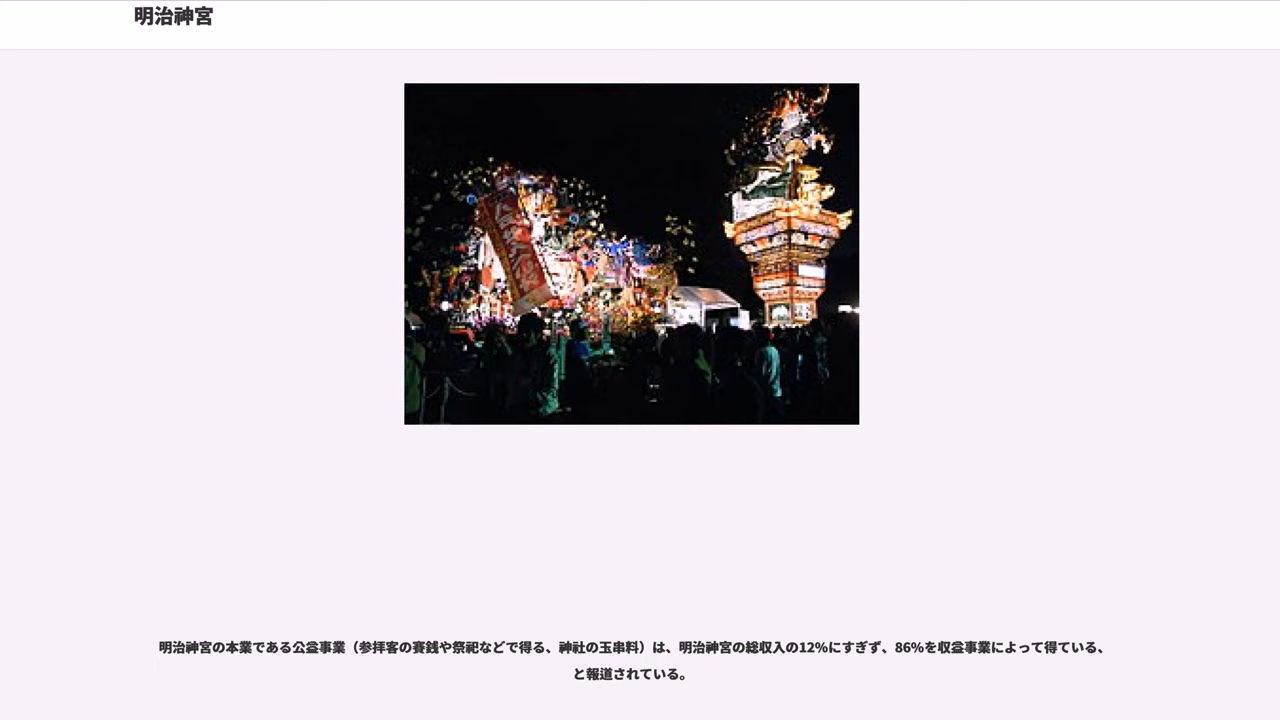 明治神宮
明治神宮の本業である公益事業（参拝客の賽銭や祭祀などで得る、神社の玉串料）は、明治神宮の総収入の12%にすぎず、86%を収益事業によって得ている、
と報道されている。